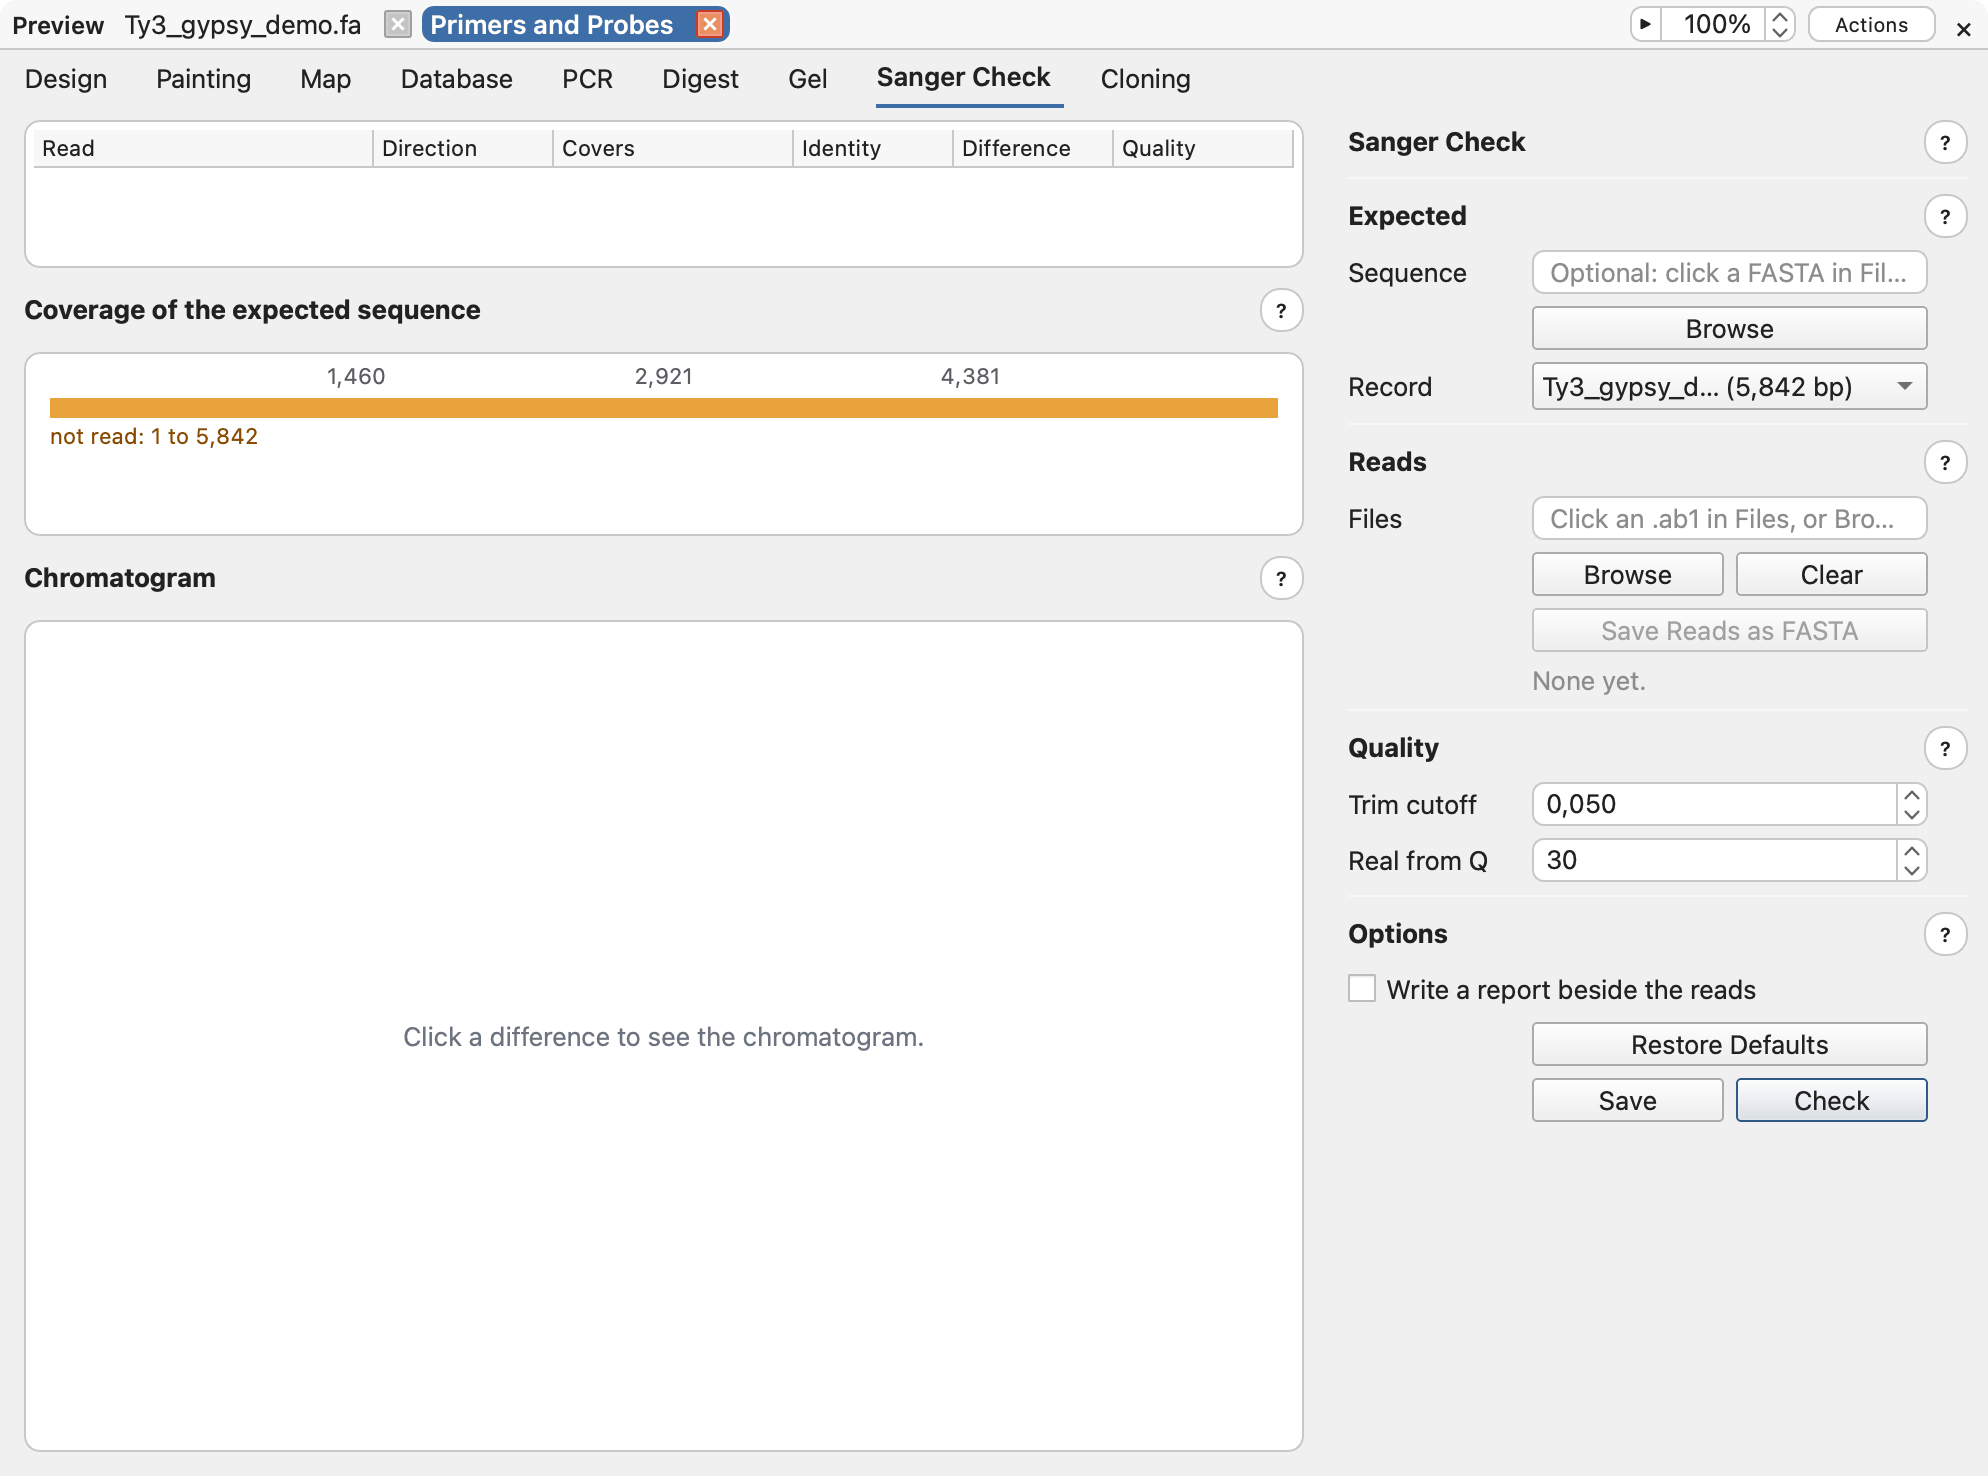 Preview Ty3_gypsy_demo.fa Primers and Probes 100% Actions
Design Painting Map Database PCR Digest Gel Sanger Check Cloning
Read Direction Covers Identity Difference Quality
Coverage of the expected sequence ?
1,460 2,921 4,381
not read: 1 to 5,842
Chromatogram ?
Click a difference to see the chromatogram.
Sanger Check ?
Expected ?
Sequence Optional: click a FASTA in Fil...
Browse
Record Ty3_gypsy_d... (5,842 bp)
Reads ?
Files Click an .ab1 in Files, or Bro...
Browse Clear
Save Reads as FASTA
None yet.
Quality ?
Trim cutoff 0,050
Real from Q 30
Options ?
Write a report beside the reads
Restore Defaults
Save Check